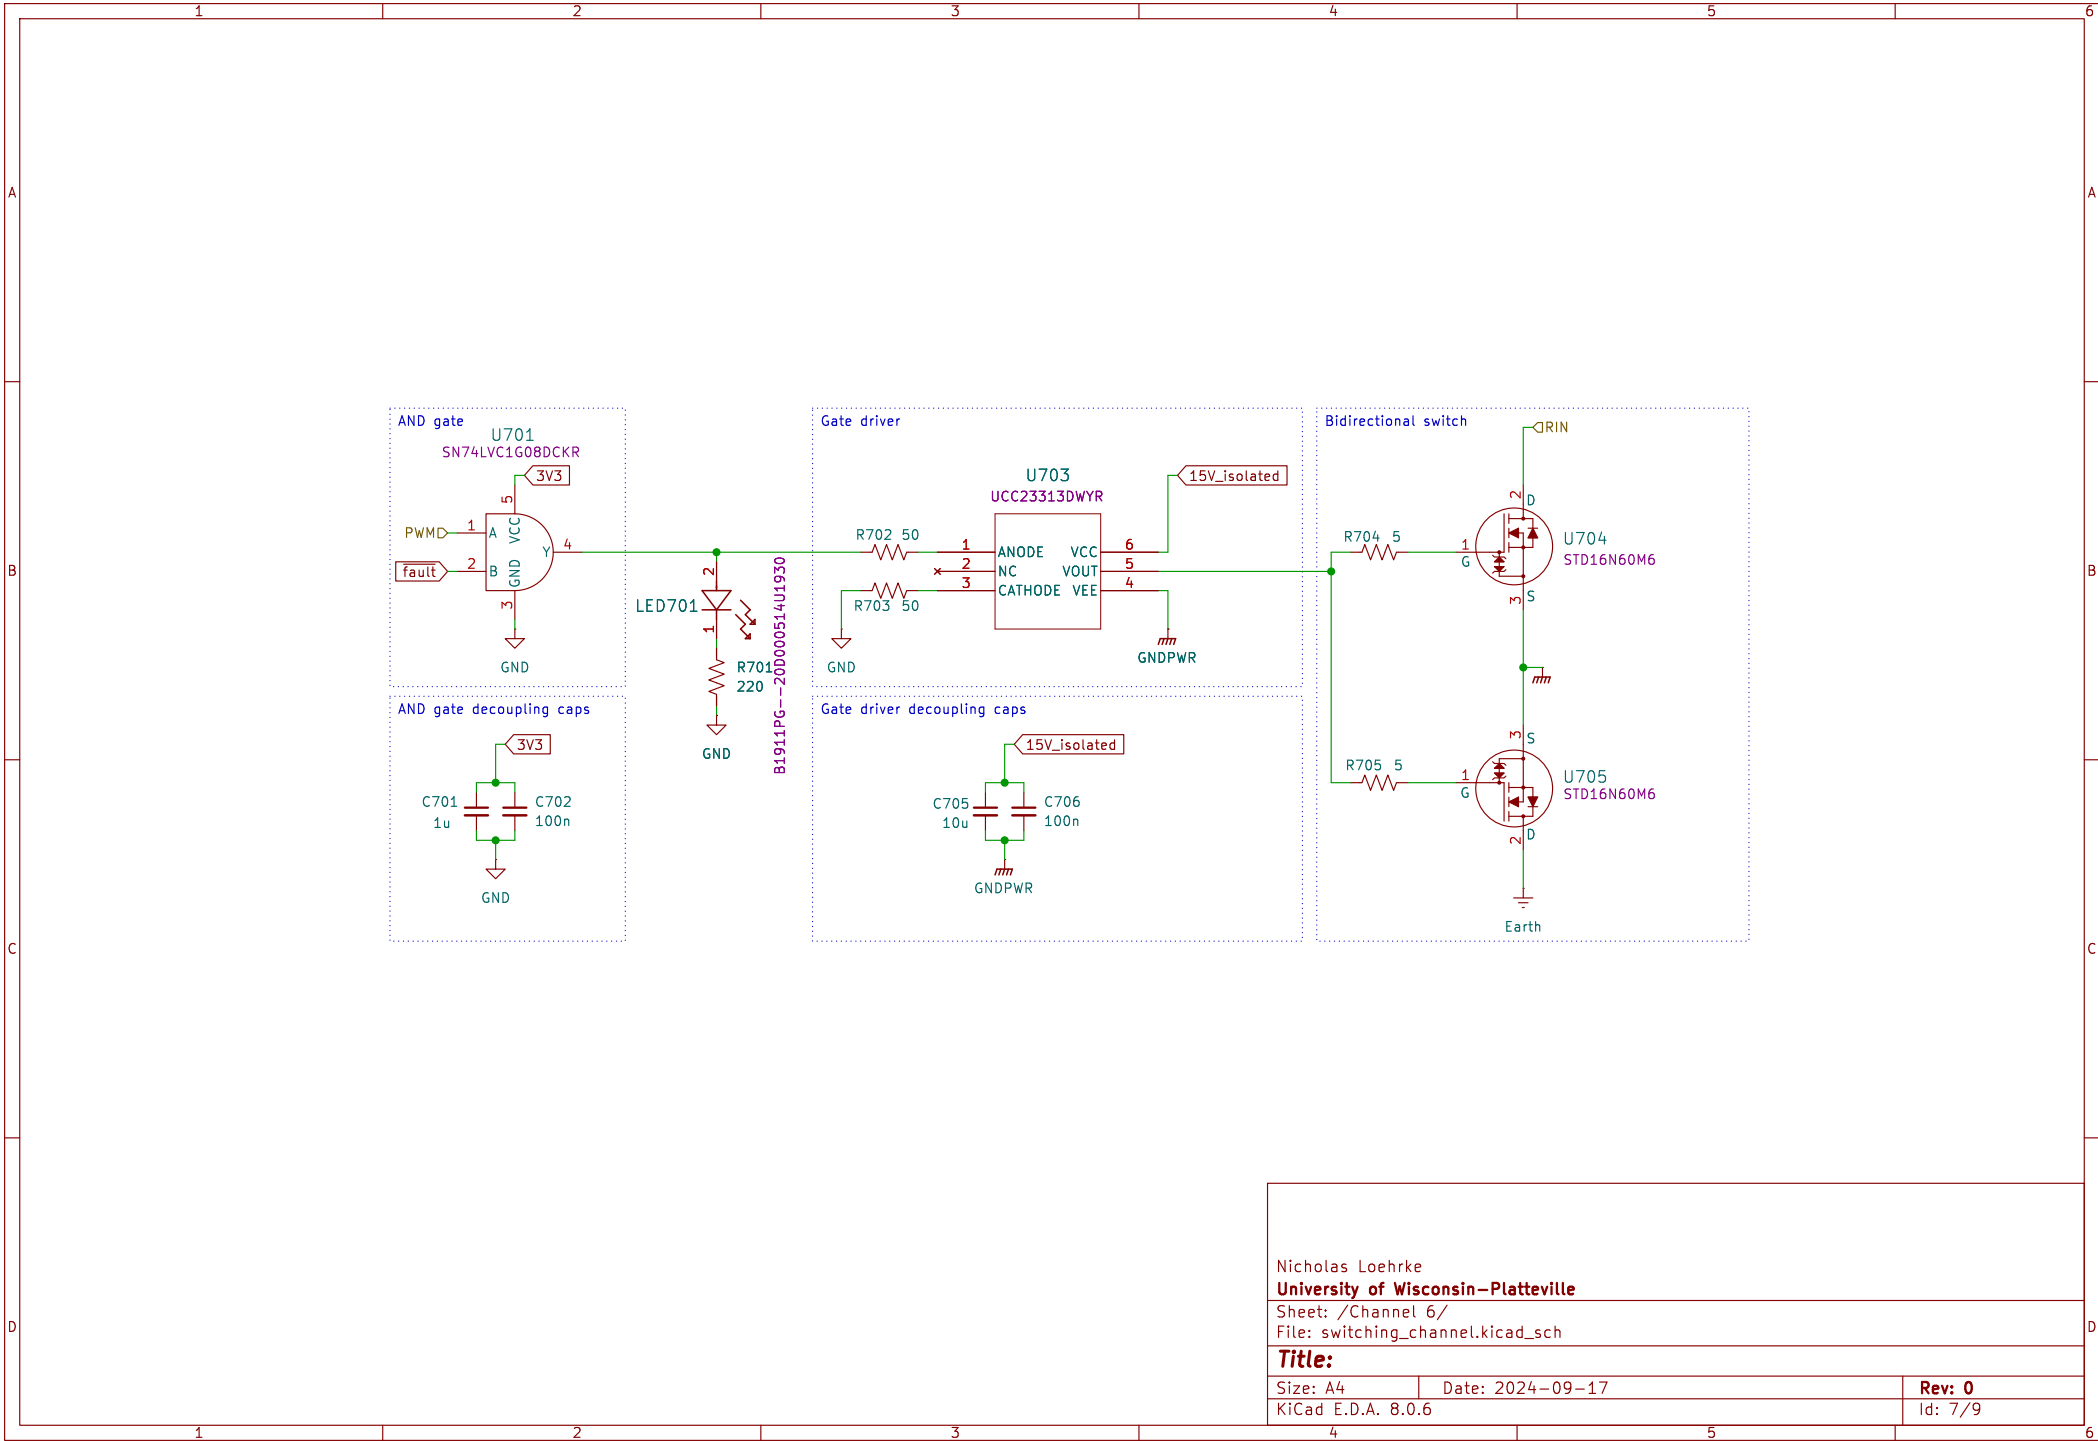 1 2 3 4 5 6
A A
B B
C C
D D
AND gate
U701
SN74LVC1G08DCKR
3V3
5
VCC
PWM 1 A
Y 4
fault 2 B
GND
3
GND
LED701
2
1
B1911PG--20D000514U1930
R701
220
GND
Gate driver
U703
UCC23313DWYR
15V_isolated
R702 50
1 ANODE VCC 6
2 NC VOUT 5
3 CATHODE VEE 4
R703 50
GND
GNDPWR
Bidirectional switch
RIN
2 D
R704 5
1
G
U704
STD16N60M6
3 S
3 S
R705 5
1
G
U705
STD16N60M6
2 D
Earth
AND gate decoupling caps
3V3
C701
1u
C702
100n
GND
Gate driver decoupling caps
15V_isolated
C705
10u
C706
100n
GNDPWR
Nicholas Loehrke
University of Wisconsin-Platteville
Sheet: /Channel 6/
File: switching_channel.kicad_sch
Title:
Size: A4 Date: 2024-09-17 Rev: 0
KiCad E.D.A. 8.0.6 Id: 7/9
1 2 3 4 5 6